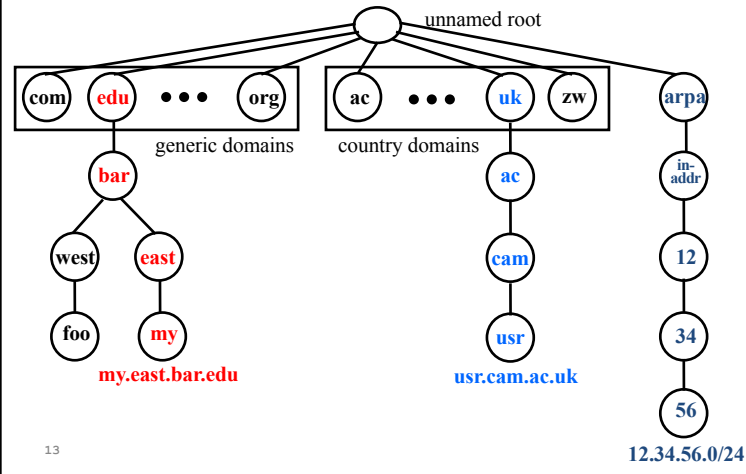 unnamed root
com edu ••• org ac ••• uk zw arpa
generic domains country domains
bar ac in-
addr
west east cam 12
foo my usr 34
my.east.bar.edu usr.cam.ac.uk
56
13
12.34.56.0/24